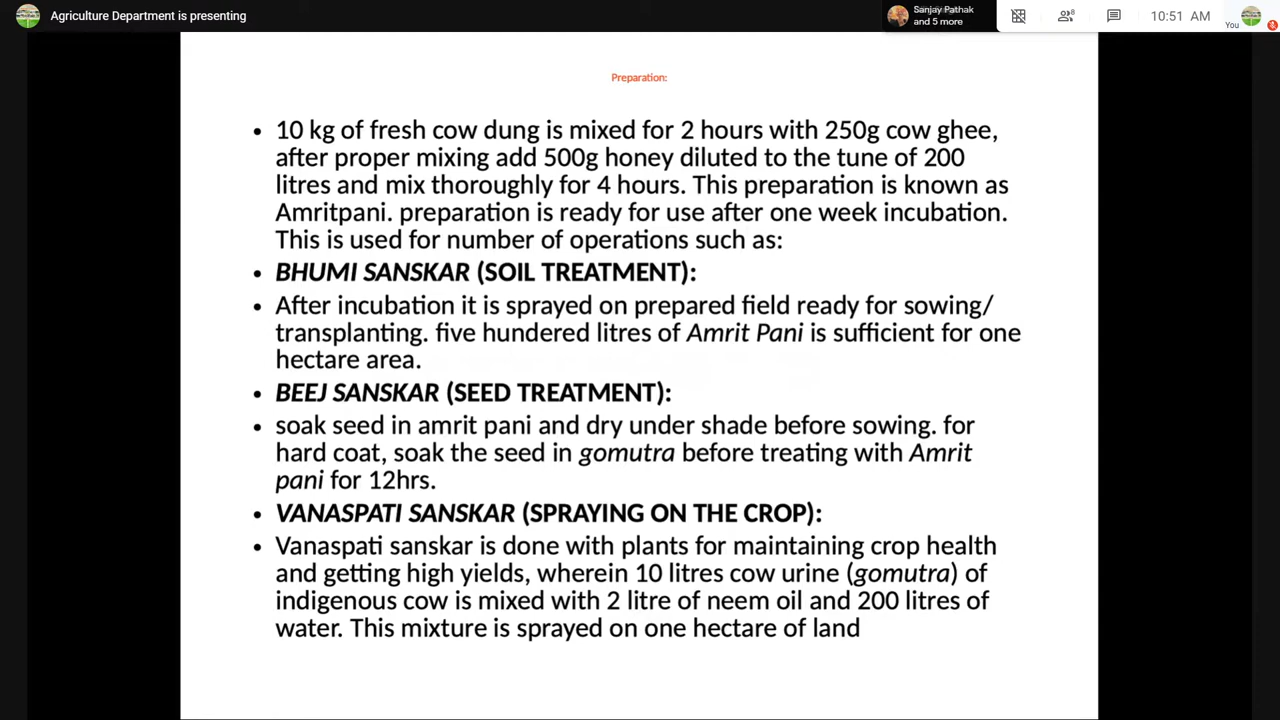 Agriculture Department is presenting
Sanjay Pathak
and 5 more
8
10:51 AM
You
Preparation:
• 10 kg of fresh cow dung is mixed for 2 hours with 250g cow ghee,
after proper mixing add 500g honey diluted to the tune of 200
litres and mix thoroughly for 4 hours. This preparation is known as
Amritpani. preparation is ready for use after one week incubation.
This is used for number of operations such as:
• BHUMI SANSKAR (SOIL TREATMENT):
• After incubation it is sprayed on prepared field ready for sowing/
transplanting. five hundered litres of Amrit Pani is sufficient for one
hectare area.
• BEEJ SANSKAR (SEED TREATMENT):
• soak seed in amrit pani and dry under shade before sowing. for
hard coat, soak the seed in gomutra before treating with Amrit
pani for 12hrs.
• VANASPATI SANSKAR (SPRAYING ON THE CROP):
• Vanaspati sanskar is done with plants for maintaining crop health
and getting high yields, wherein 10 litres cow urine (gomutra) of
indigenous cow is mixed with 2 litre of neem oil and 200 litres of
water. This mixture is sprayed on one hectare of land